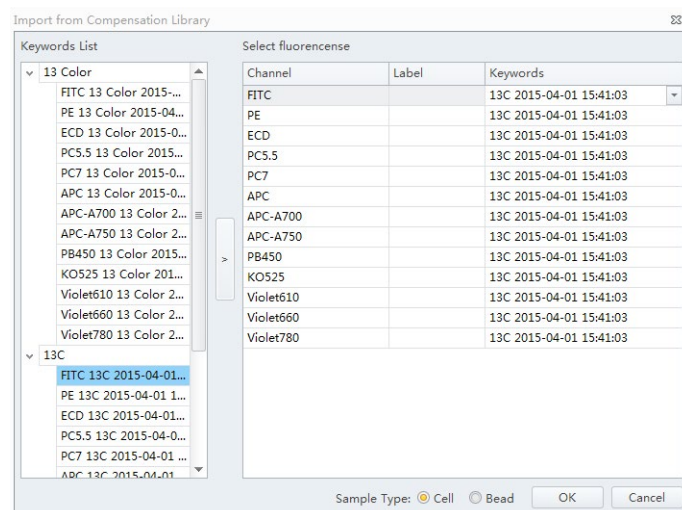 Import from Compensation Library
Keywords List
13 Color
FITC 13 Color 2015-...
PE 13 Color 2015-04...
ECD 13 Color 2015-0...
PC5.5 13 Color 2015...
PC7 13 Color 2015-0...
APC 13 Color 2015-0...
APC-A700 13 Color 2...
APC-A750 13 Color 2...
PB450 13 Color 2015...
KO525 13 Color 201...
Violet610 13 Color 2...
Violet660 13 Color 2...
Violet780 13 Color 2...
13C
FITC 13C 2015-04-01...
PE 13C 2015-04-01 1...
ECD 13C 2015-04-01...
PC5.5 13C 2015-04-0...
PC7 13C 2015-04-01 ...
APC 13C 2015-04-01
>
Select fluorencense
Channel Label Keywords
FITC 13C 2015-04-01 15:41:03
PE 13C 2015-04-01 15:41:03
ECD 13C 2015-04-01 15:41:03
PC5.5 13C 2015-04-01 15:41:03
PC7 13C 2015-04-01 15:41:03
APC 13C 2015-04-01 15:41:03
APC-A700 13C 2015-04-01 15:41:03
APC-A750 13C 2015-04-01 15:41:03
PB450 13C 2015-04-01 15:41:03
KO525 13C 2015-04-01 15:41:03
Violet610 13C 2015-04-01 15:41:03
Violet660 13C 2015-04-01 15:41:03
Violet780 13C 2015-04-01 15:41:03
Sample Type: Cell Bead OK Cancel